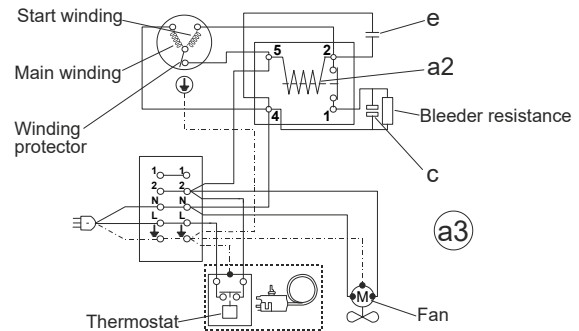 Start winding
e
5 2
a2
Main winding
4 1
Bleeder resistance
Winding
protector
c
1 1
2 2
N N
L L
a3
M
Fan
Thermostat